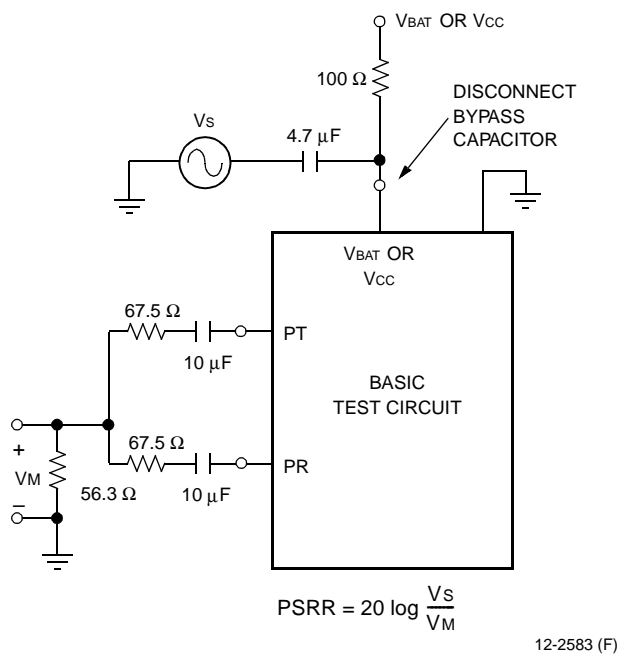 VBAT OR VCC
100 Ω
DISCONNECT
BYPASS
CAPACITOR
VS
4.7 μF
VBAT OR
VCC
67.5 Ω
10 μF
PT
BASIC
TEST CIRCUIT
67.5 Ω
10 μF
PR
+
VM
–
56.3 Ω
PSRR = 20 log VS/VM
12-2583 (F)